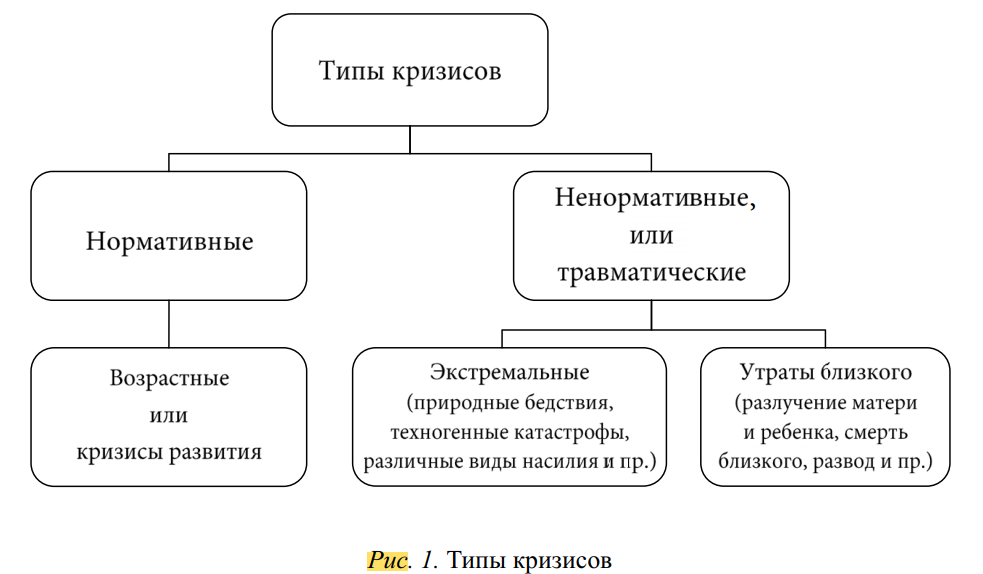 Типы кризисов
Нормативные
Ненормативные,
или
травматические
Возрастные
или
кризисы развития
Экстремальные
(природные бедствия,
техногенные катастрофы,
различные виды насилия и пр.)
Утраты близкого
(разлучение матери
и ребенка, смерть
близкого, развод и пр.)
Рис. 1. Типы кризисов